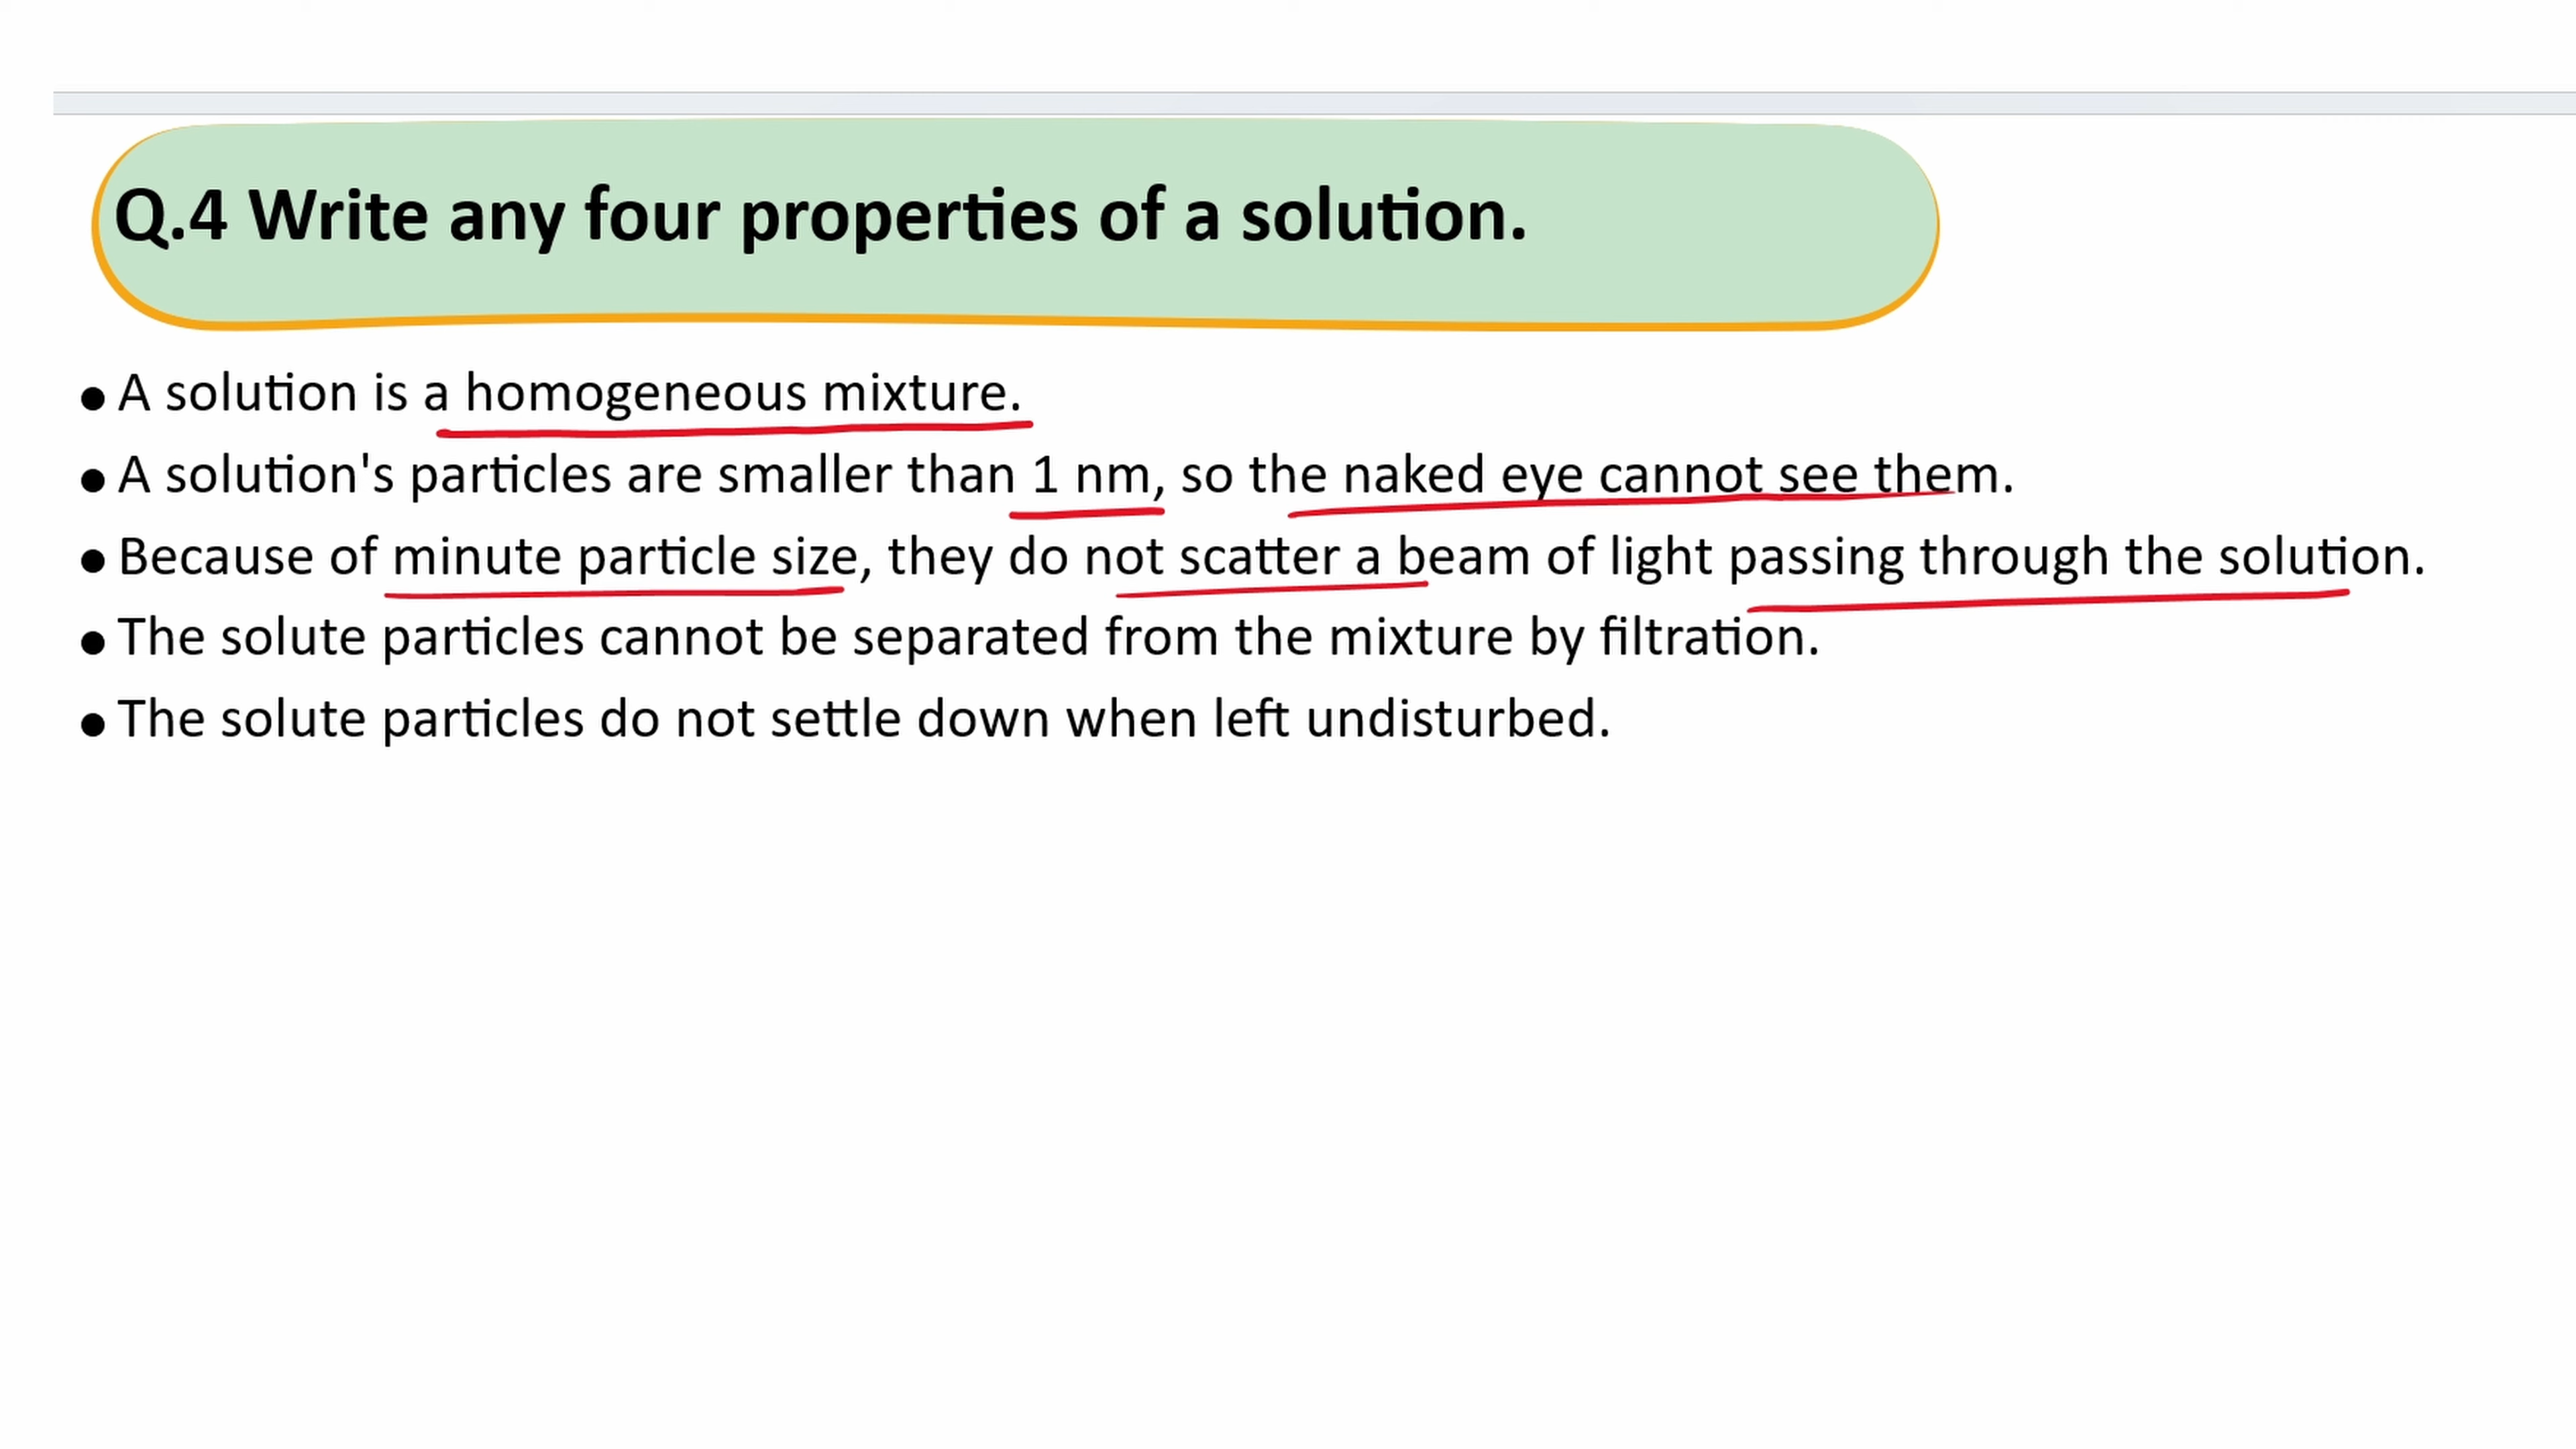 Q.4 Write any four properties of a solution.
● A solution is a homogeneous mixture.
● A solution's particles are smaller than 1 nm, so the naked eye cannot see them.
● Because of minute particle size, they do not scatter a beam of light passing through the solution.
● The solute particles cannot be separated from the mixture by filtration.
● The solute particles do not settle down when left undisturbed.